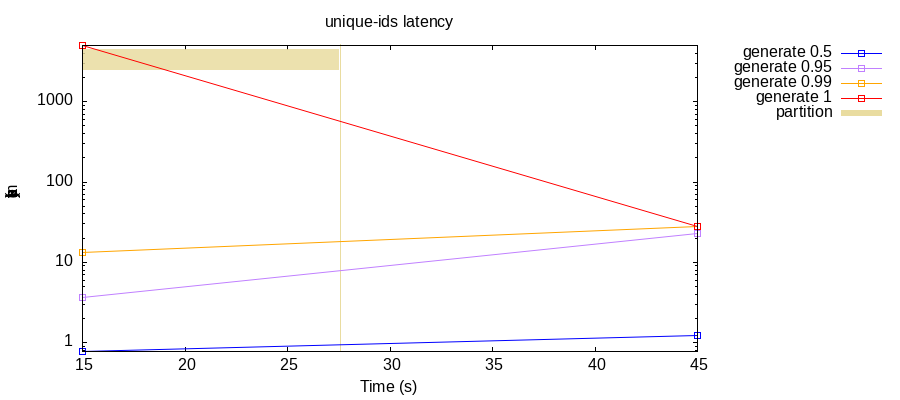 unique-ids latency
generate 0.5
generate 0.95
generate 0.99
generate 1
partition
1000
100
10
1
15
20
25
30
35
40
45
Time (s)